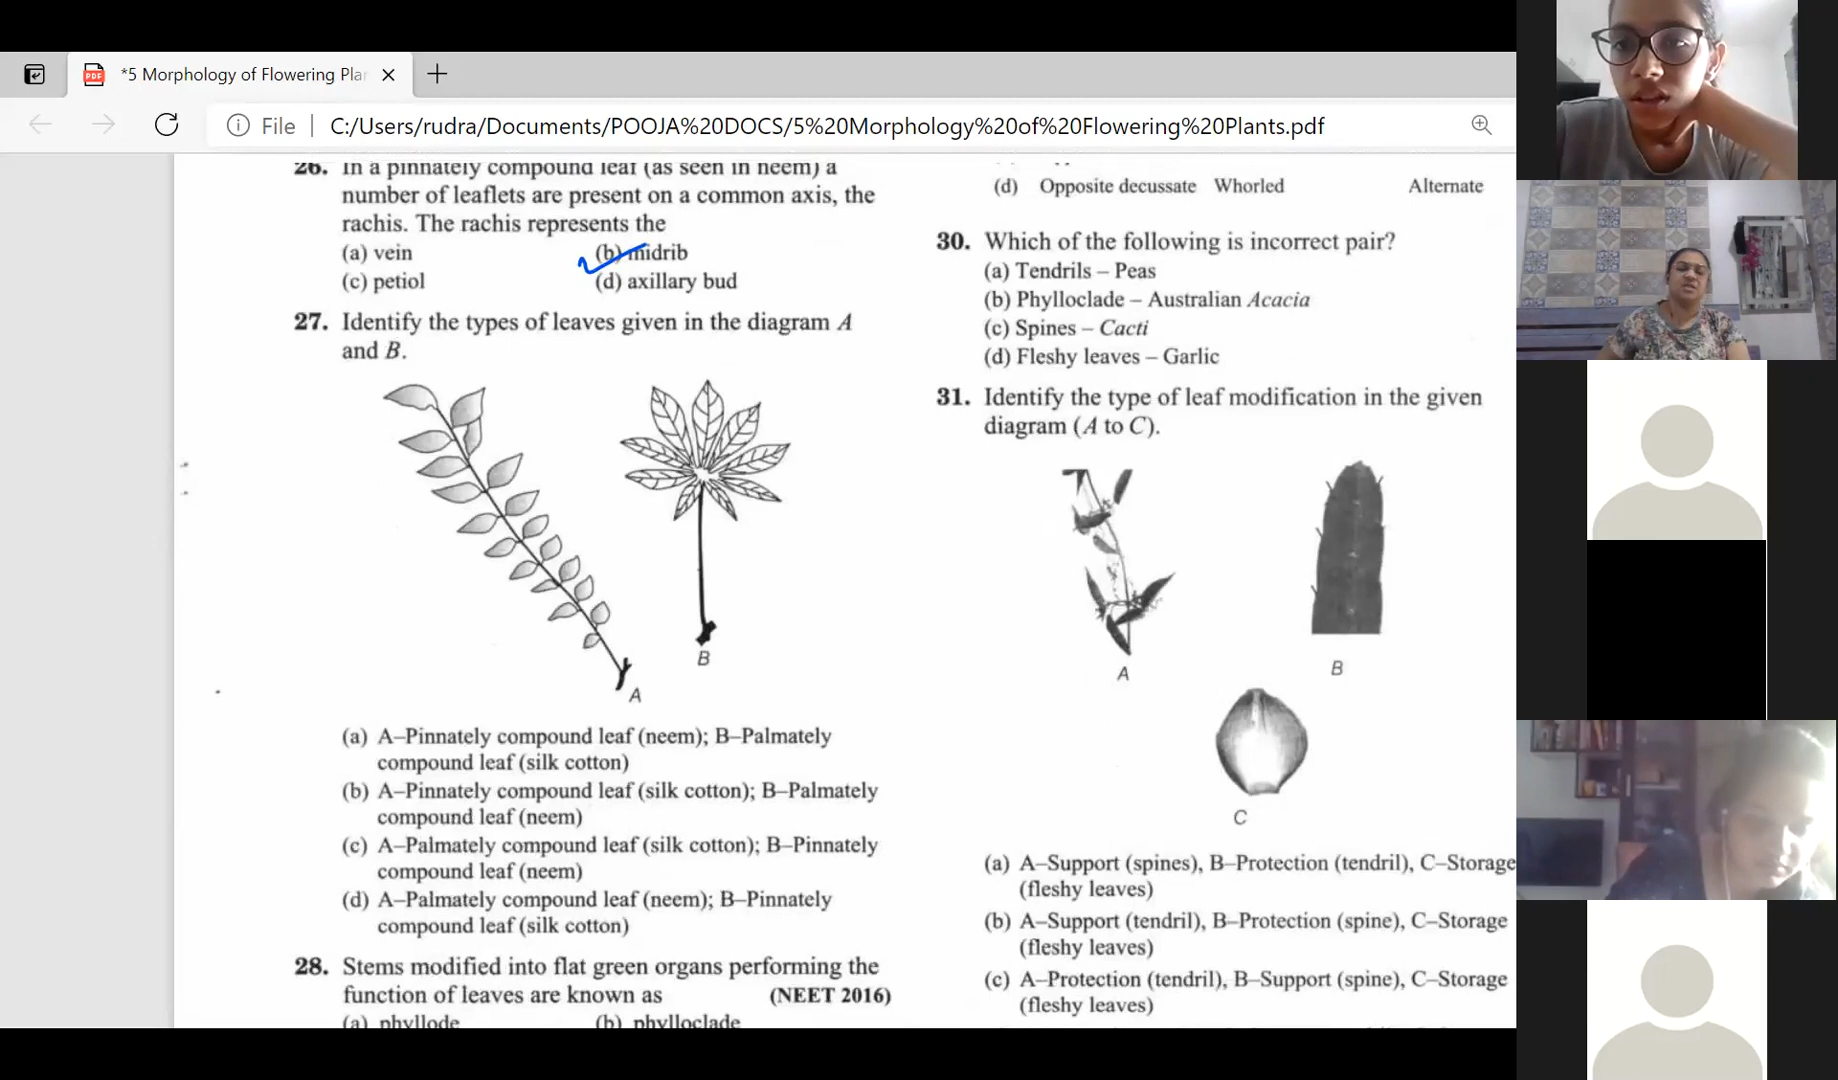 *5 Morphology of Flowering Pla
File
C:/Users/rudra/Documents/POOJA%20DOCS/5%20Morphology%20of%20Flowering%20Plants.pdf
26. In a pinnately compound leaf (as seen in neem) a
number of leaflets are present on a common axis, the
rachis. The rachis represents the
(a) vein (b) midrib
(c) petiol (d) axillary bud
27. Identify the types of leaves given in the diagram A
and B.
B
A
(a) A–Pinnately compound leaf (neem); B–Palmately
compound leaf (silk cotton)
(b) A–Pinnately compound leaf (silk cotton); B–Palmately
compound leaf (neem)
(c) A–Palmately compound leaf (silk cotton); B–Pinnately
compound leaf (neem)
(d) A–Palmately compound leaf (neem); B–Pinnately
compound leaf (silk cotton)
28. Stems modified into flat green organs performing the
function of leaves are known as (NEET 2016)
(a) phyllode (b) phylloclade
(d) Opposite decussate Whorled Alternate
30. Which of the following is incorrect pair?
(a) Tendrils – Peas
(b) Phylloclade – Australian Acacia
(c) Spines – Cacti
(d) Fleshy leaves – Garlic
31. Identify the type of leaf modification in the given
diagram (A to C).
A B
C
(a) A–Support (spines), B–Protection (tendril), C–Storage
(fleshy leaves)
(b) A–Support (tendril), B–Protection (spine), C–Storage
(fleshy leaves)
(c) A–Protection (tendril), B–Support (spine), C–Storage
(fleshy leaves)